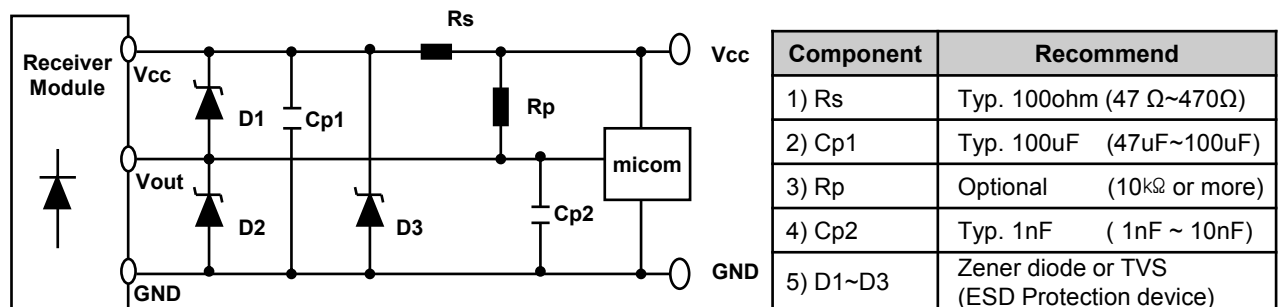 Rs
Receiver
Module
Vcc
Vcc
D1
Cp1
Rp
micom
Vout
D2
D3
Cp2
GND
GND
Component Recommend
1) Rs Typ. 100ohm (47 Ω~470Ω)
2) Cp1 Typ. 100uF (47uF~100uF)
3) Rp Optional (10㏀ or more)
4) Cp2 Typ. 1nF ( 1nF ~ 10nF)
5) D1~D3 Zener diode or TVS
(ESD Protection device)